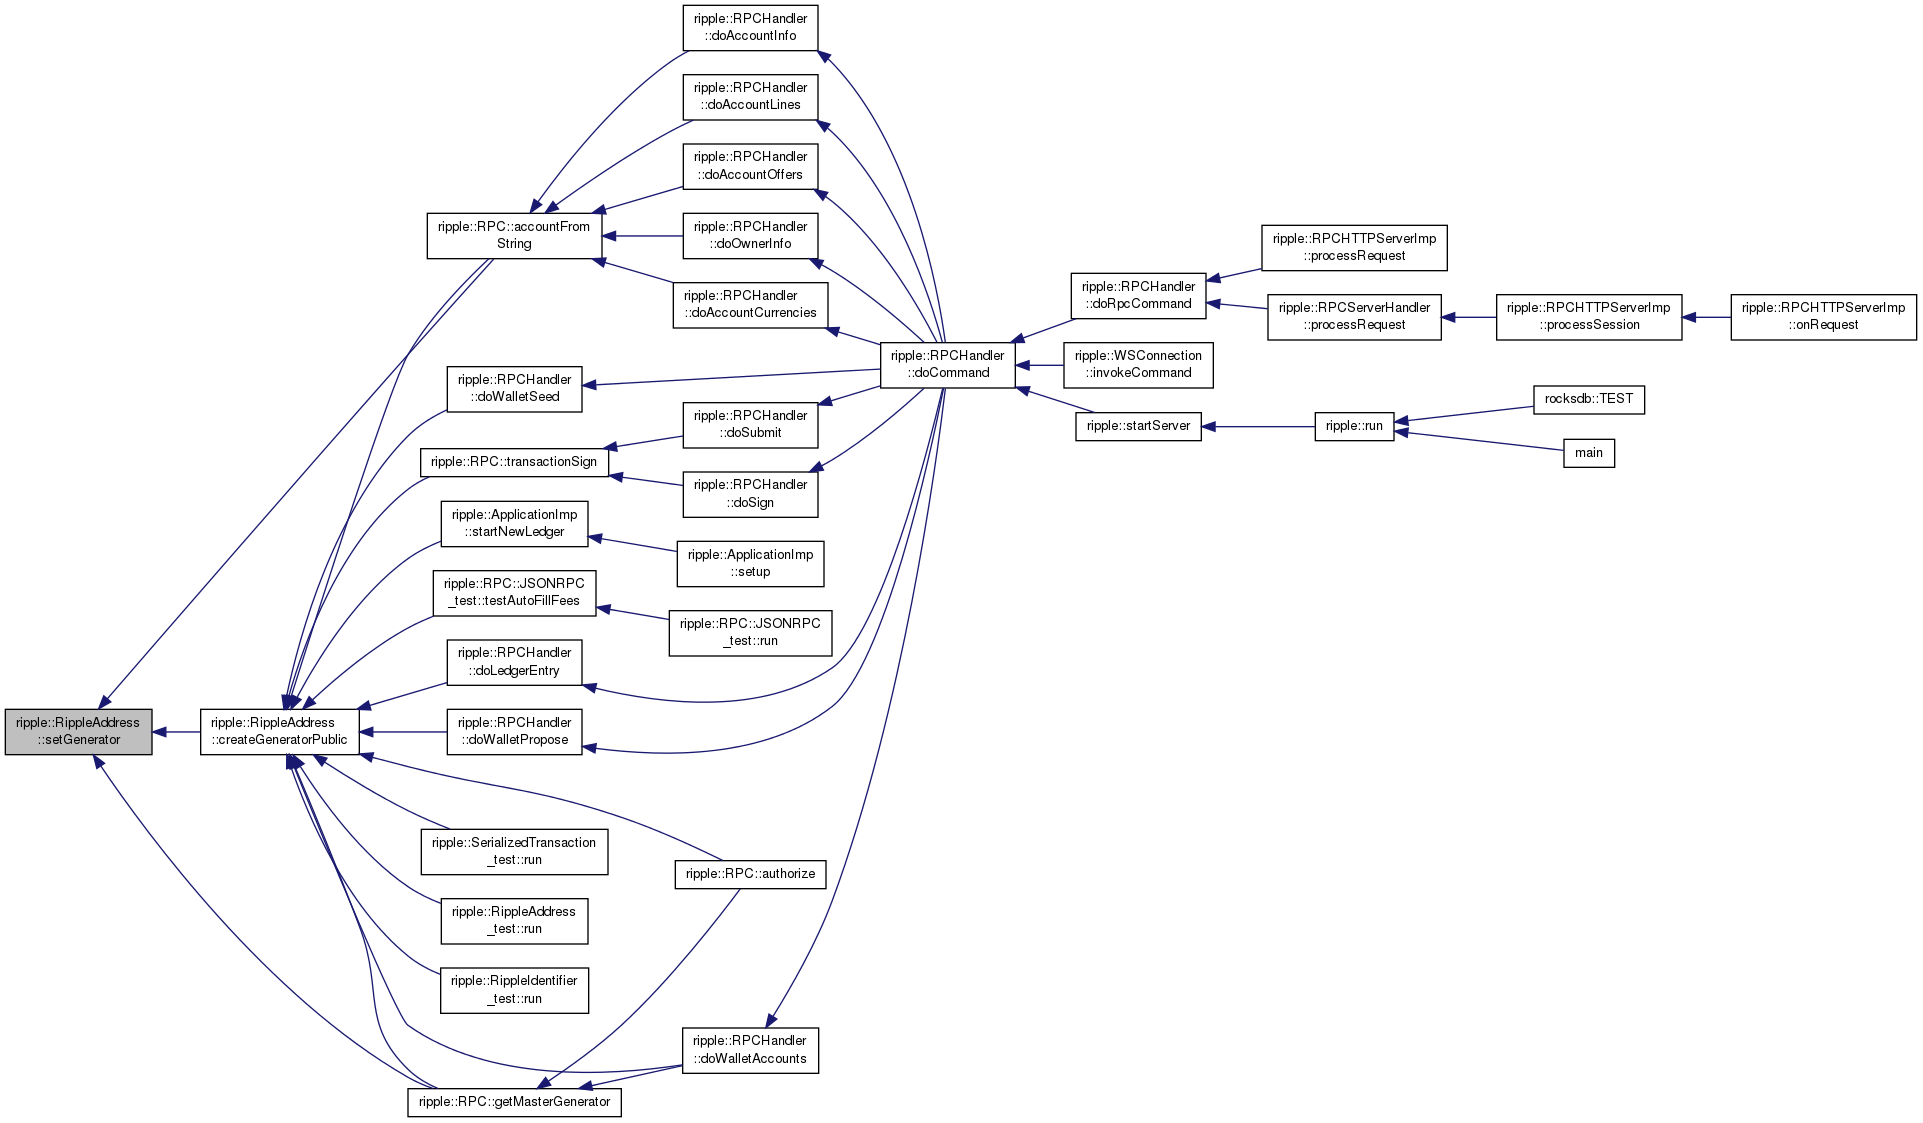 ripple::RPCHandler
::doAccountInfo
ripple::RPCHandler
::doAccountLines
ripple::RPCHandler
::doAccountOffers
ripple::RPC::accountFrom
String
ripple::RPCHandler
::doOwnerInfo
ripple::RPCHandler
::doAccountCurrencies
ripple::RPCHTTPServerImp
::processRequest
ripple::RPCHandler
::doRpcCommand
ripple::RPCServerHandler
::processRequest
ripple::RPCHTTPServerImp
::processSession
ripple::RPCHTTPServerImp
::onRequest
ripple::RPCHandler
::doCommand
ripple::WSConnection
::invokeCommand
ripple::RPCHandler
::doWalletSeed
ripple::RPCHandler
::doSubmit
ripple::startServer
ripple::run
rocksdb::TEST
main
ripple::RPC::transactionSign
ripple::RPCHandler
::doSign
ripple::ApplicationImp
::startNewLedger
ripple::ApplicationImp
::setup
ripple::RPC::JSONRPC
_test::testAutoFillFees
ripple::RPC::JSONRPC
_test::run
ripple::RPCHandler
::doLedgerEntry
ripple::RippleAddress
::setGenerator
ripple::RippleAddress
::createGeneratorPublic
ripple::RPCHandler
::doWalletPropose
ripple::SerializedTransaction
_test::run
ripple::RPC::authorize
ripple::RippleAddress
_test::run
ripple::RippleIdentifier
_test::run
ripple::RPCHandler
::doWalletAccounts
ripple::RPC::getMasterGenerator